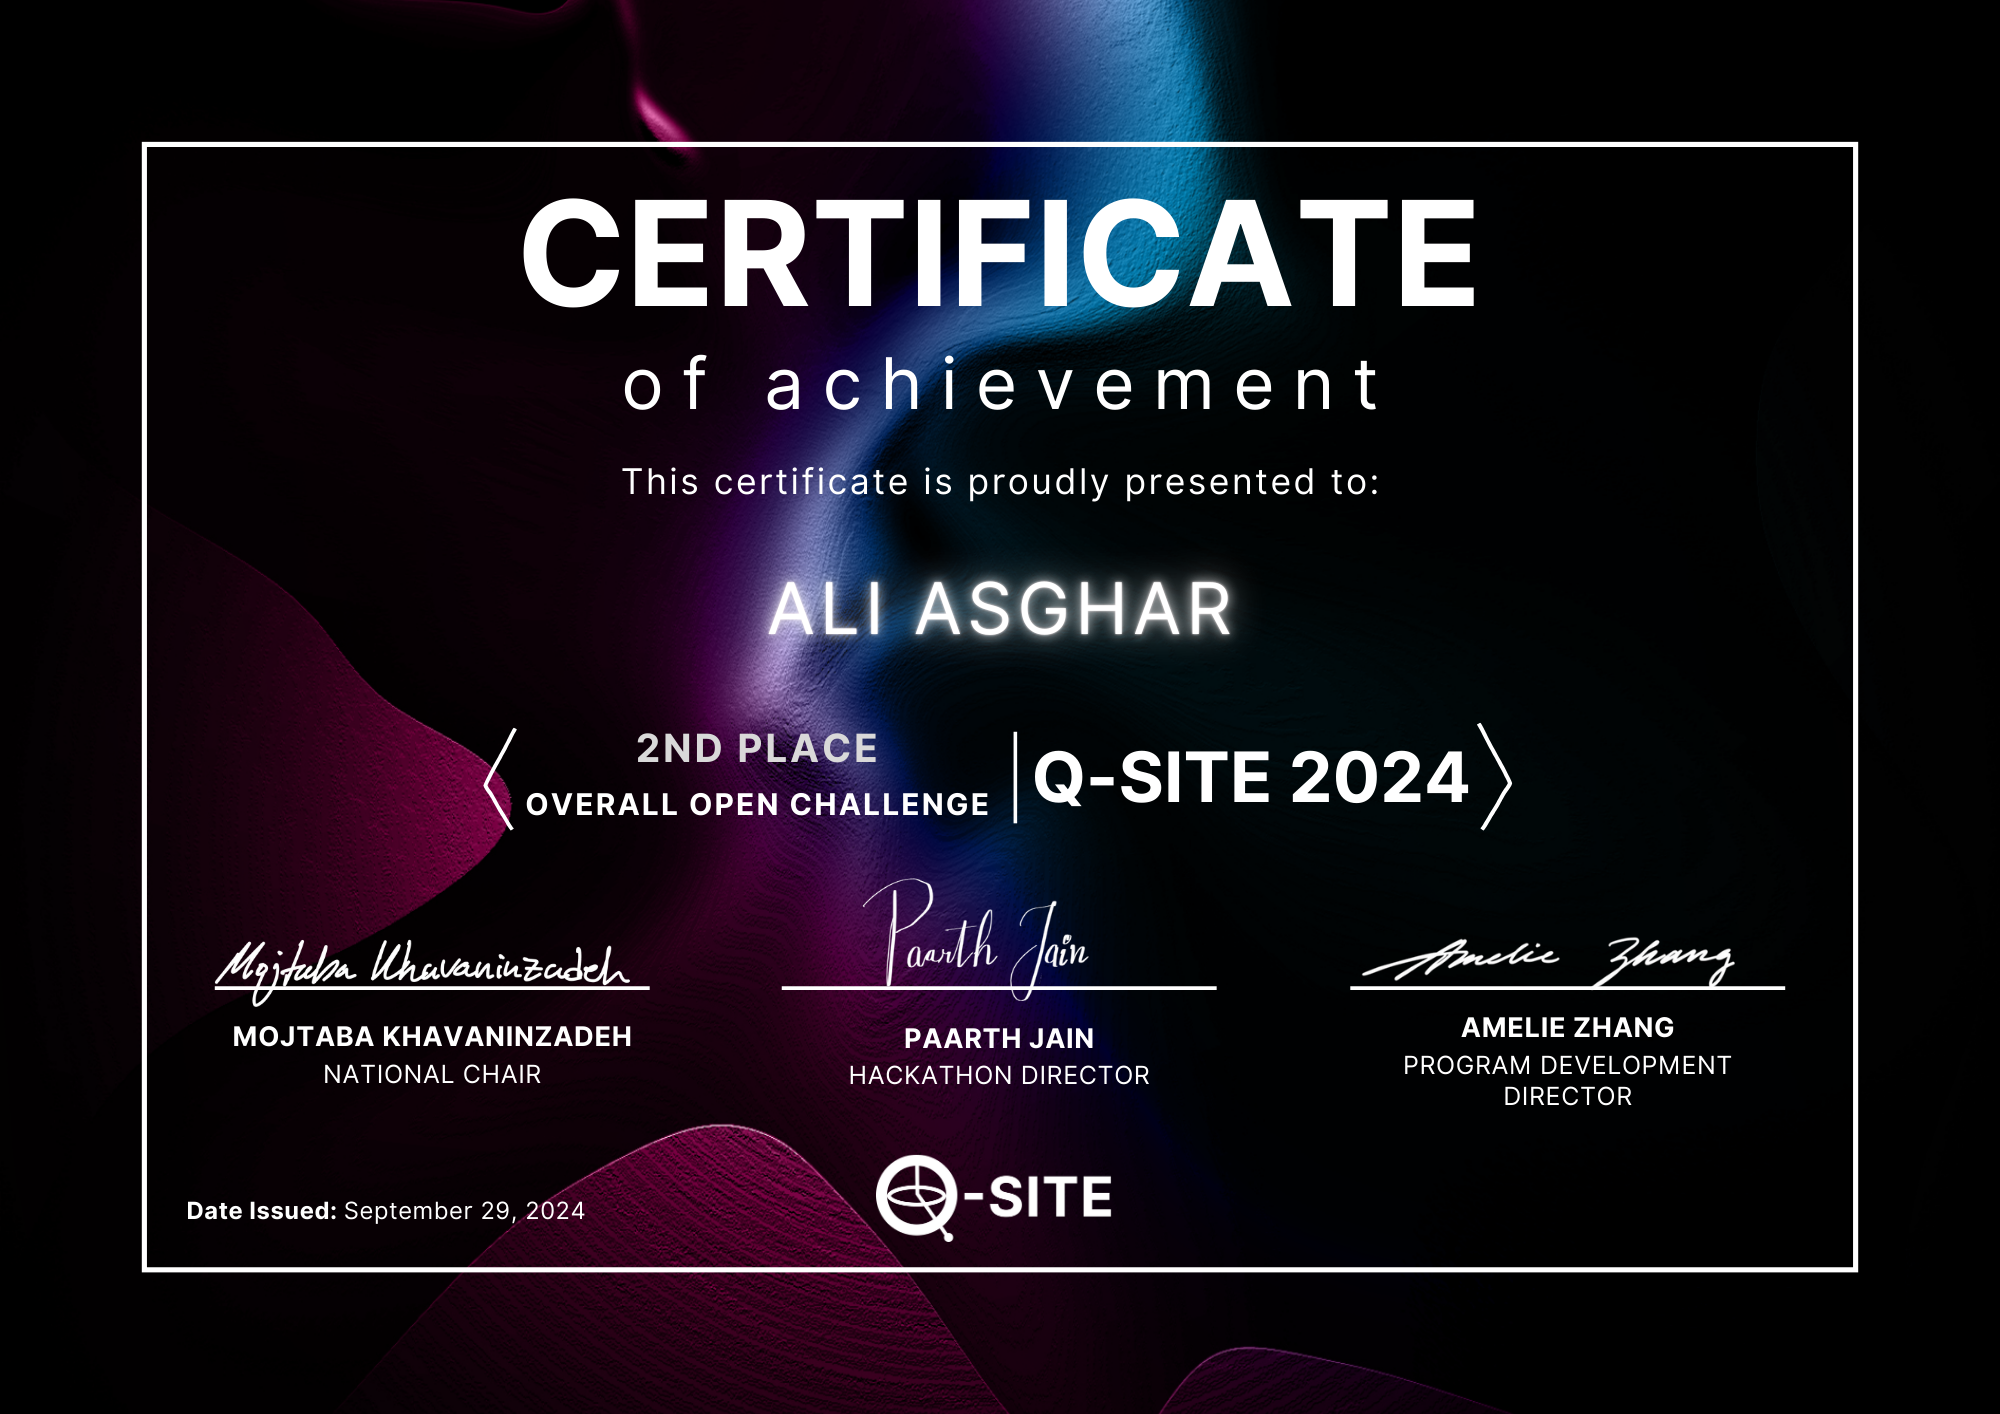 CERTIFICATE
of achievement
This certificate is proudly presented to:
ALI ASGHAR
2ND PLACE
OVERALL OPEN CHALLENGE
Q-SITE 2024
Mojtaba Khavaninzadeh
Paarth Jain
Amelie Zhang
MOJTABA KHAVANINZADEH
NATIONAL CHAIR
PAARTH JAIN
HACKATHON DIRECTOR
AMELIE ZHANG
PROGRAM DEVELOPMENT
DIRECTOR
Date Issued: September 29, 2024
Q-SITE